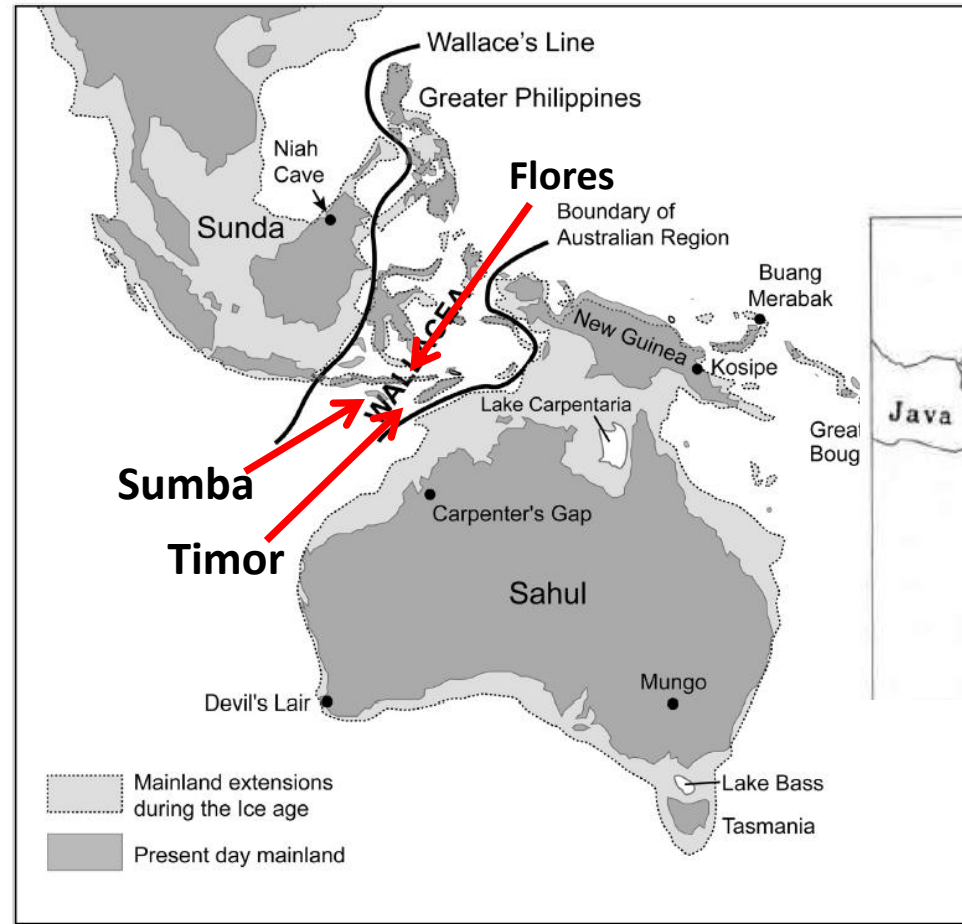 Wallace's Line
Greater Philippines
Niah
Cave
Flores
Sunda
Boundary of
Australian Region
Buang
Merabak
WALLACEA
New Guinea
Kosipe
Lake Carpentaria
Java
Great
Boug
Sumba
Carpenter's Gap
Timor
Sahul
Mungo
Devil's Lair
Mainland extensions
during the Ice age
Lake Bass
Tasmania
Present day mainland